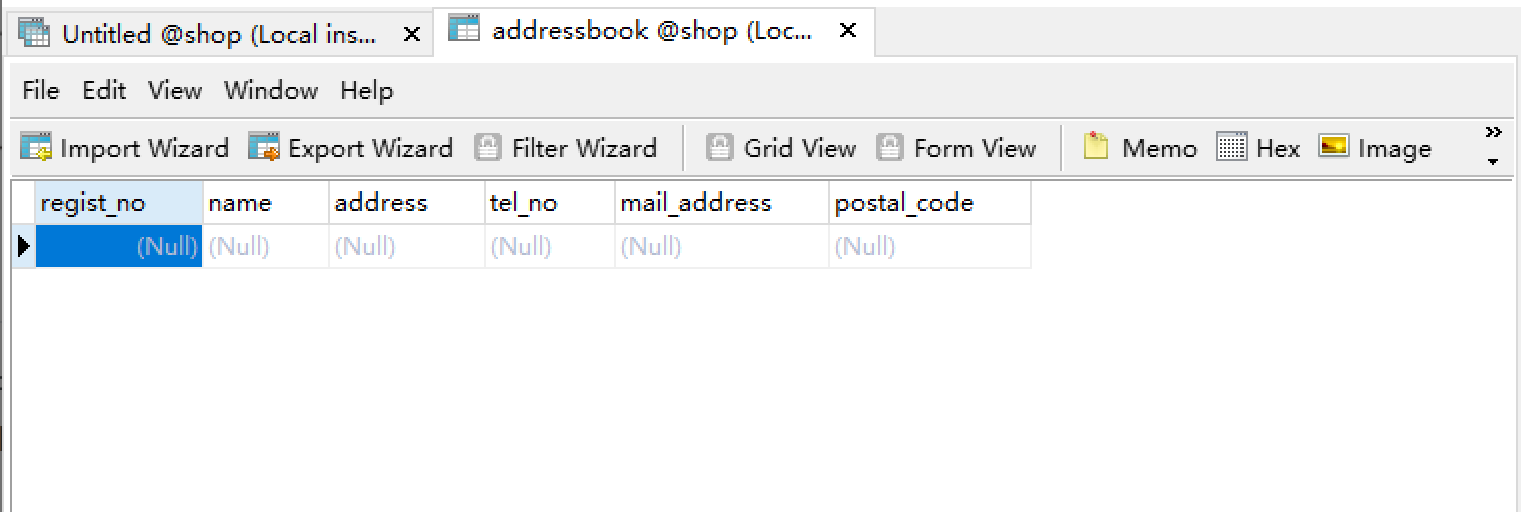 Untitled @shop (Local ins... addressbook @shop (Loc...
File Edit View Window Help
Import Wizard Export Wizard Filter Wizard Grid View Form View Memo Hex Image
regist_no name address tel_no mail_address postal_code
(Null) (Null) (Null) (Null) (Null) (Null)